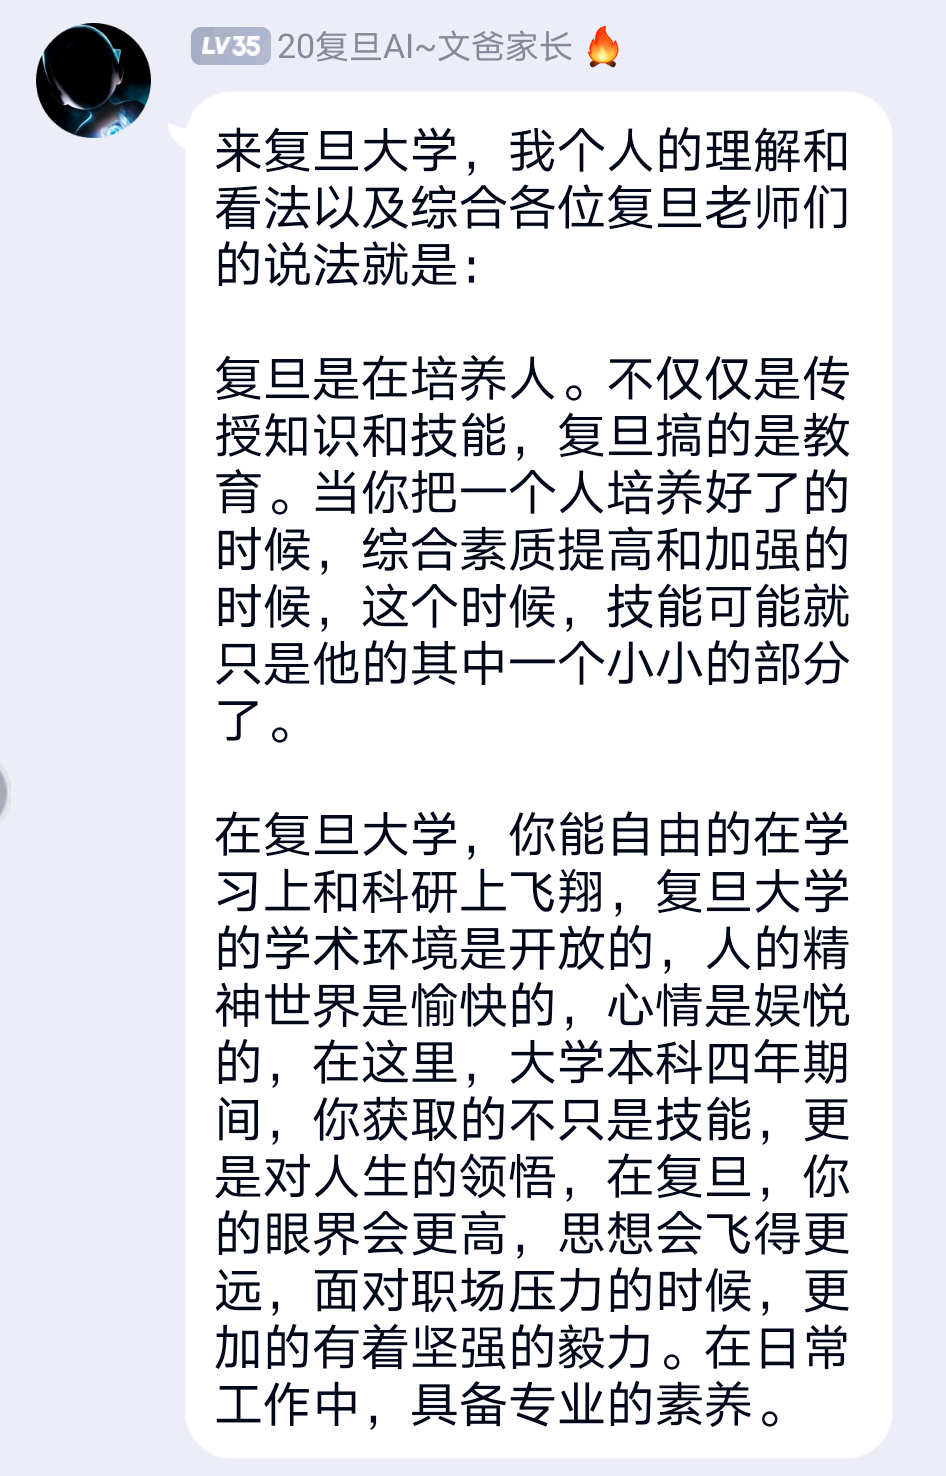 LV35 20复旦AI~文爸家长 🔥
来复旦大学，我个人的理解和
看法以及综合各位复旦老师们
的说法就是：
复旦是在培养人。不仅仅是传
授知识和技能，复旦搞的是教
育。当你把一个人培养好了的
时候，综合素质提高和加强的
时候，这个时候，技能可能就
只是他的其中一个小小的部分
了。
在复旦大学，你能自由的在学
习上和科研上飞翔，复旦大学
的学术环境是开放的，人的精
神世界是愉快的，心情是娱悦
的，在这里，大学本科四年期
间，你获取的不只是技能，更
是对人生的领悟，在复旦，你
的眼界会更高，思想会飞得更
远，面对职场压力的时候，更
加的有着坚强的毅力。在日常
工作中，具备专业的素养。